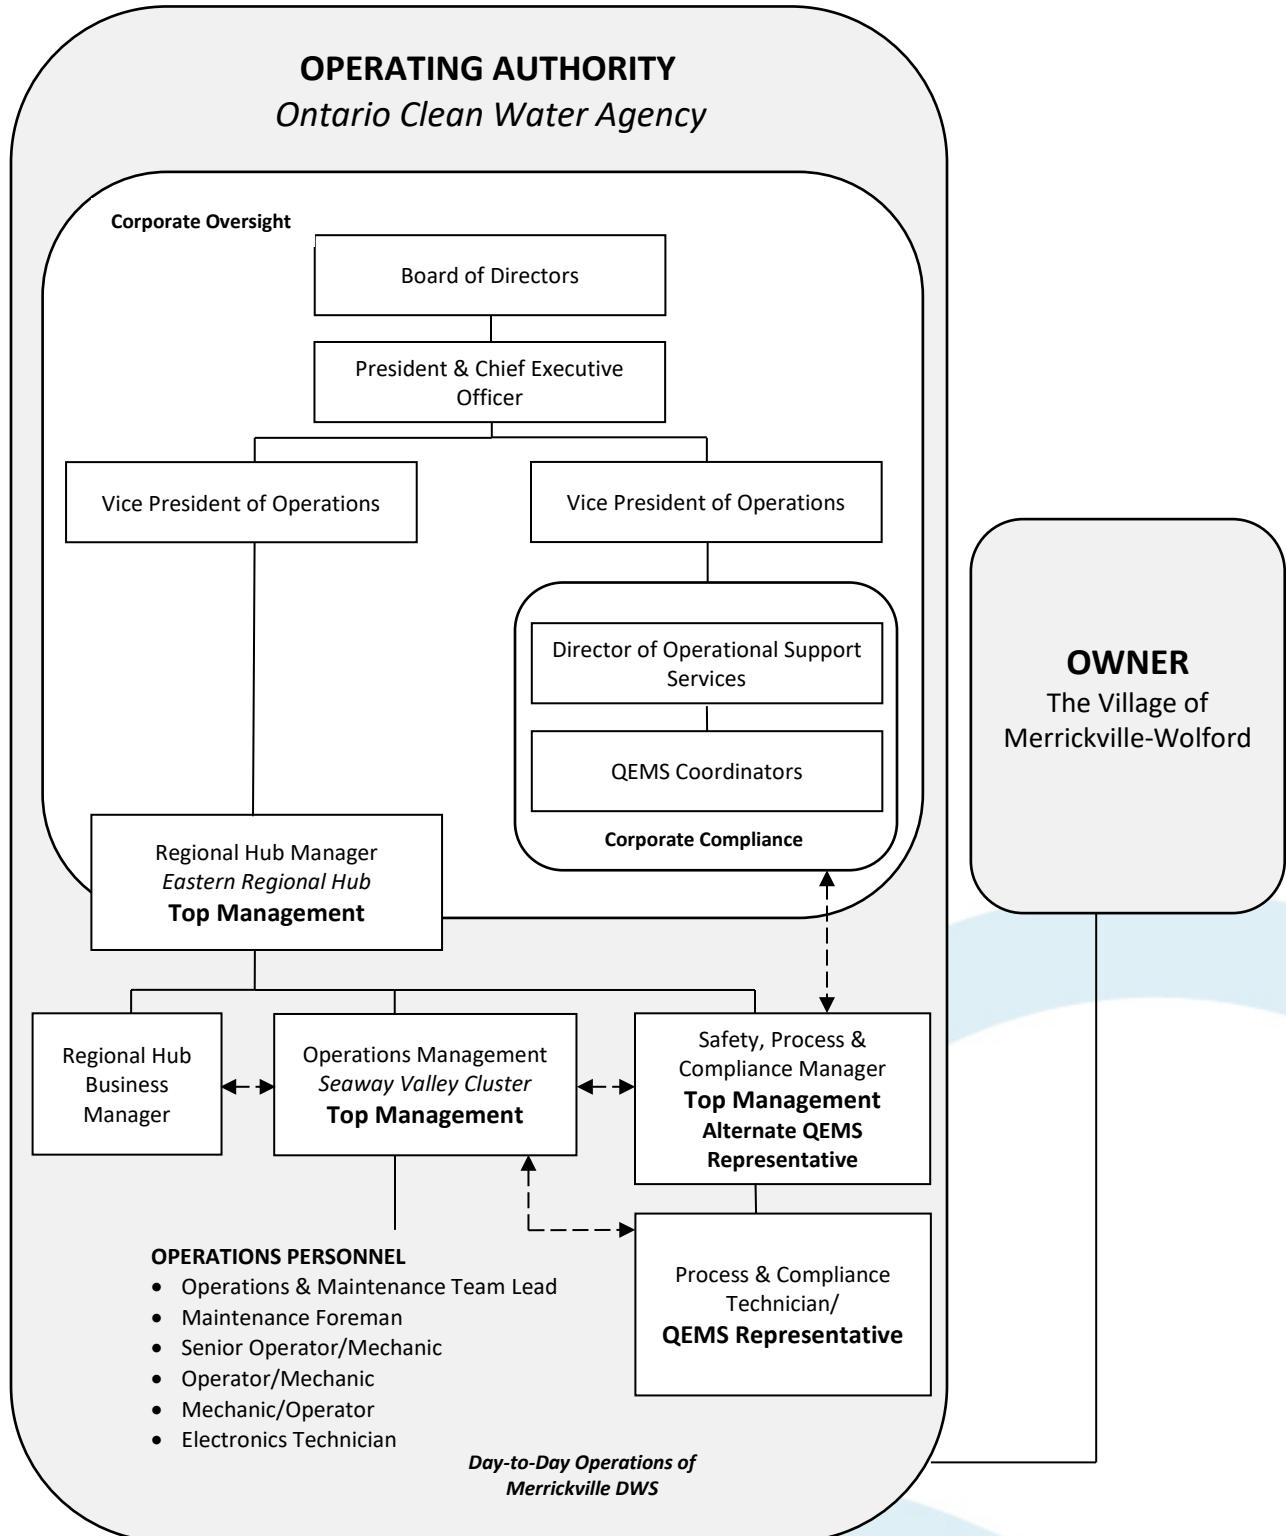 OPERATING AUTHORITY
Ontario Clean Water Agency
Corporate Oversight
Board of Directors
President & Chief Executive
Officer
Vice President of Operations
Vice President of Operations
Director of Operational Support
Services
QEMS Coordinators
Corporate Compliance
OWNER
The Village of
Merrickville-Wolford
Regional Hub Manager
Eastern Regional Hub
Top Management
Regional Hub
Business
Manager
Operations Management
Seaway Valley Cluster
Top Management
Safety, Process &
Compliance Manager
Top Management
Alternate QEMS
Representative
OPERATIONS PERSONNEL
• Operations & Maintenance Team Lead
• Maintenance Foreman
• Senior Operator/Mechanic
• Operator/Mechanic
• Mechanic/Operator
• Electronics Technician
Process & Compliance
Technician/
QEMS Representative
Day-to-Day Operations of
Merrickville DWS